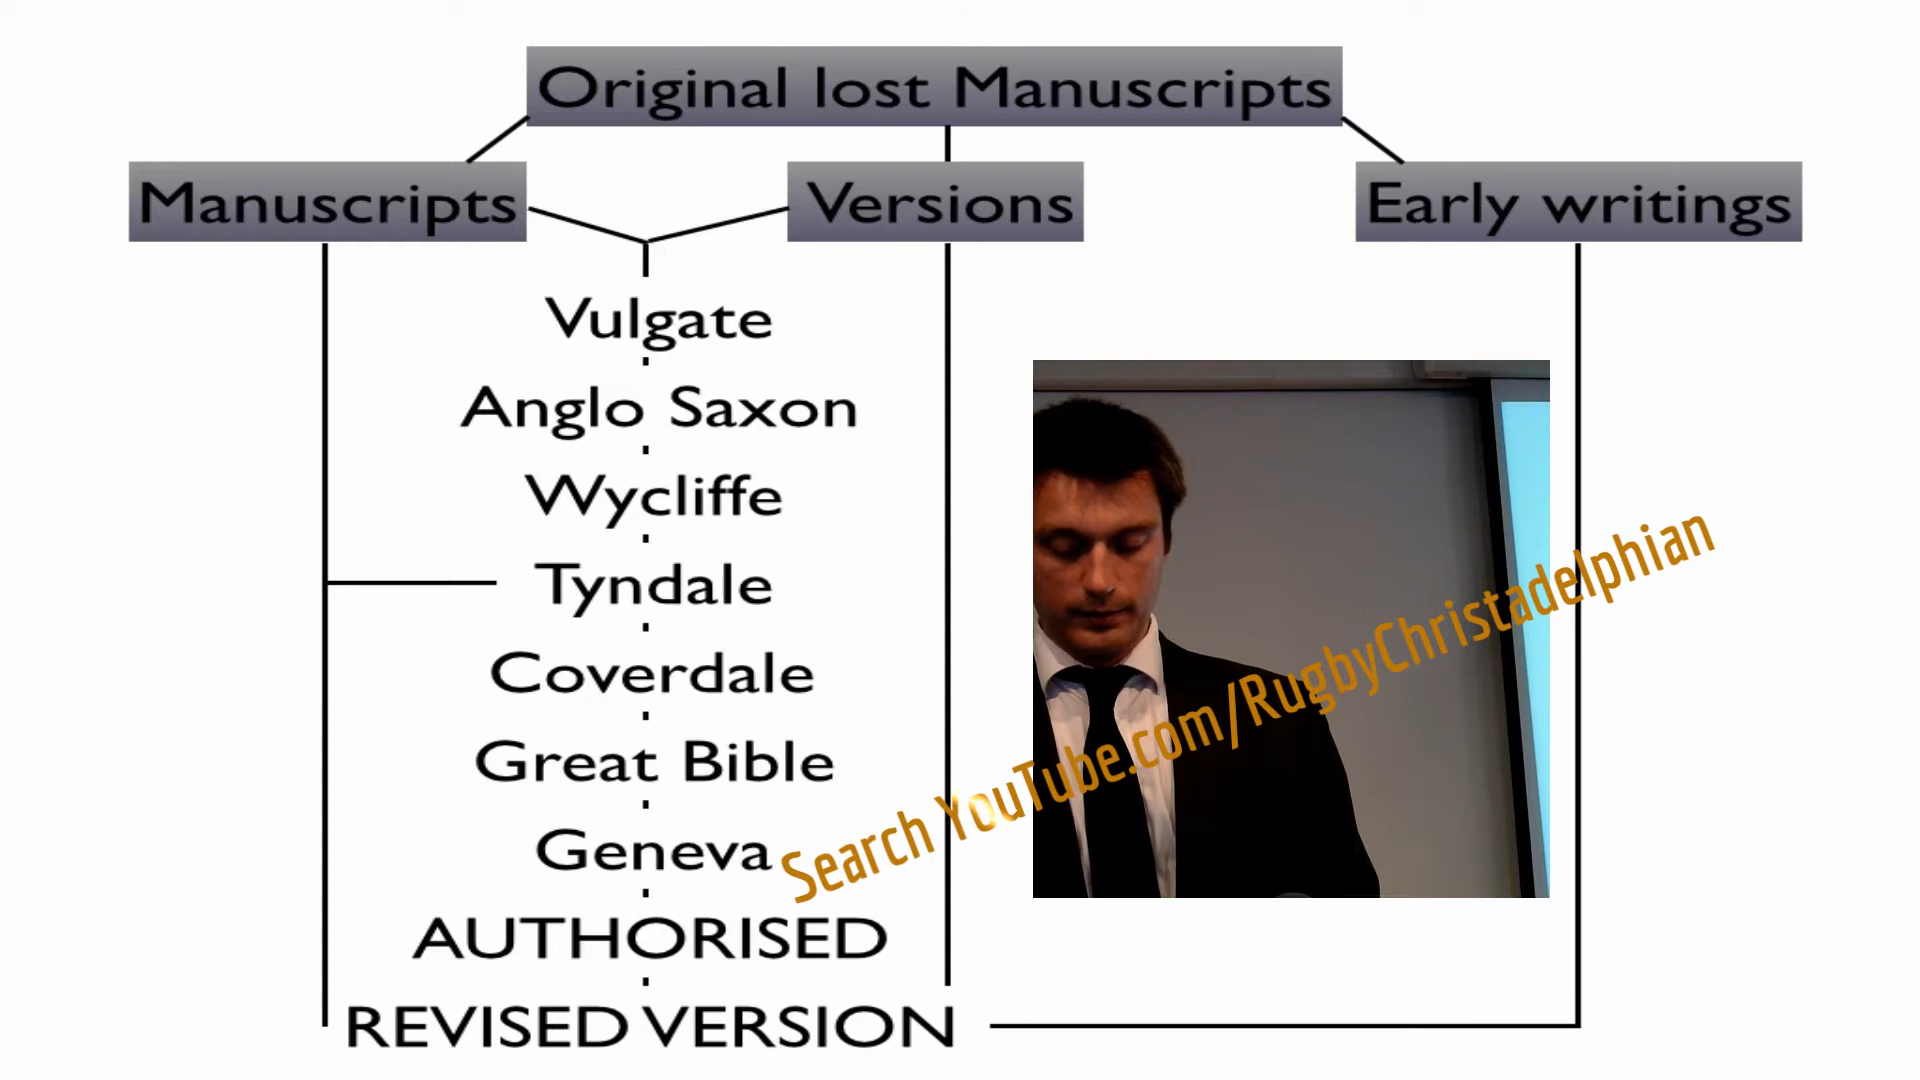 Original lost Manuscripts
Manuscripts
Versions
Early writings
Vulgate
Anglo Saxon
Wycliffe
Tyndale
Coverdale
Great Bible
Geneva
AUTHORISED
REVISED VERSION
Search YouTube.com/RugbyChristadelphian